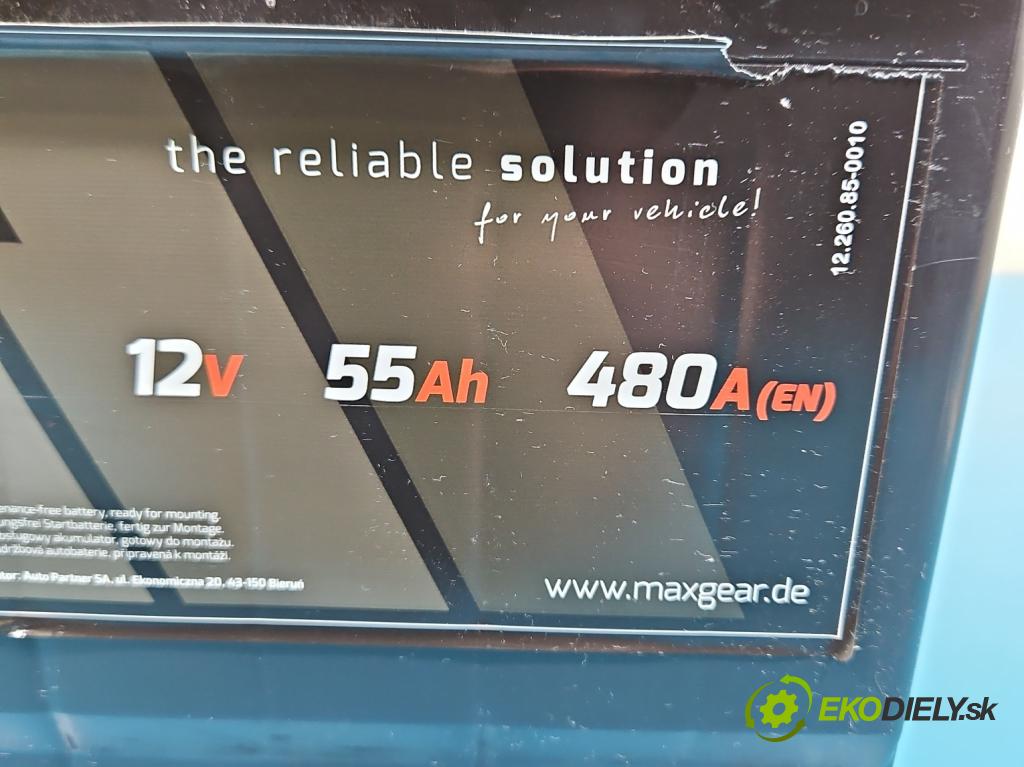 the reliable solution
for your vehicle!
12.260.85-0010
12V 55Ah 480A(EN)
enance-free battery, ready for mounting.
ungsfrei Startbatterie, fertig zur Montage.
bsługowy akumulator, gotowy do montażu.
držbová autobaterie, připravená k montáži.
tor: Auto Partner SA, ul. Ekonomiczna 20, 43-150 Bieruń
www.maxgear.de
EKODIELY.sk